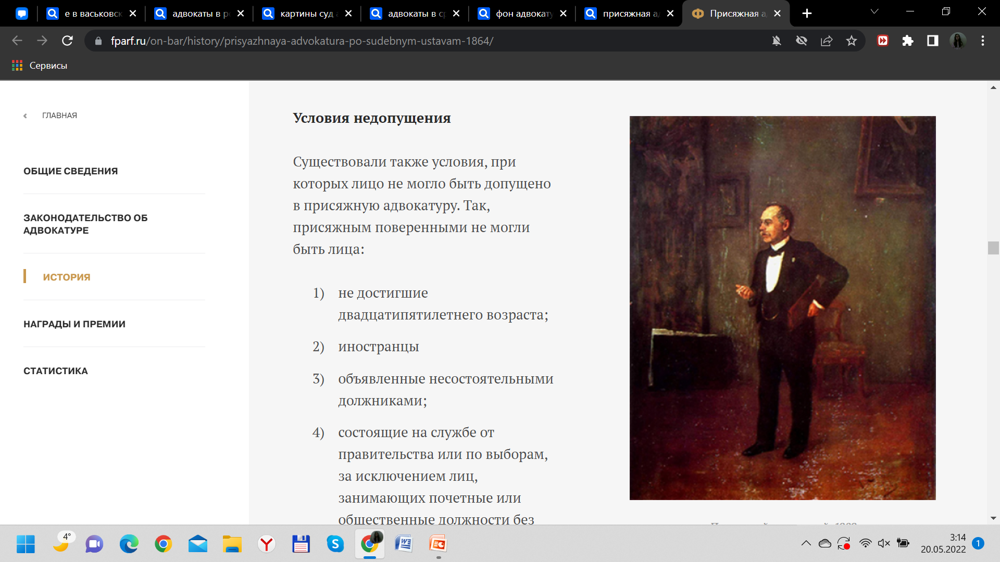 е в васьковск
адвокаты в р
картины суд а
адвокаты в с
фон адвокату
присяжная а
Присяжная а
fparf.ru/on-bar/history/prisyazhnaya-advokatura-po-sudebnym-ustavam-1864/
Сервисы
ГЛАВНАЯ
ОБЩИЕ СВЕДЕНИЯ
ЗАКОНОДАТЕЛЬСТВО ОБ
АДВОКАТУРЕ
ИСТОРИЯ
НАГРАДЫ И ПРЕМИИ
СТАТИСТИКА
Условия недопущения
Существовали также условия, при
которых лицо не могло быть допущено
в присяжную адвокатуру. Так,
присяжным поверенными не могли
быть лица:
1) не достигшие
двадцатипятилетнего возраста;
2) иностранцы
3) объявленные несостоятельными
должниками;
4) состоящие на службе от
правительства или по выборам,
за исключением лиц,
занимающих почетные или
общественные должности без
4°
3:14
20.05.2022
1